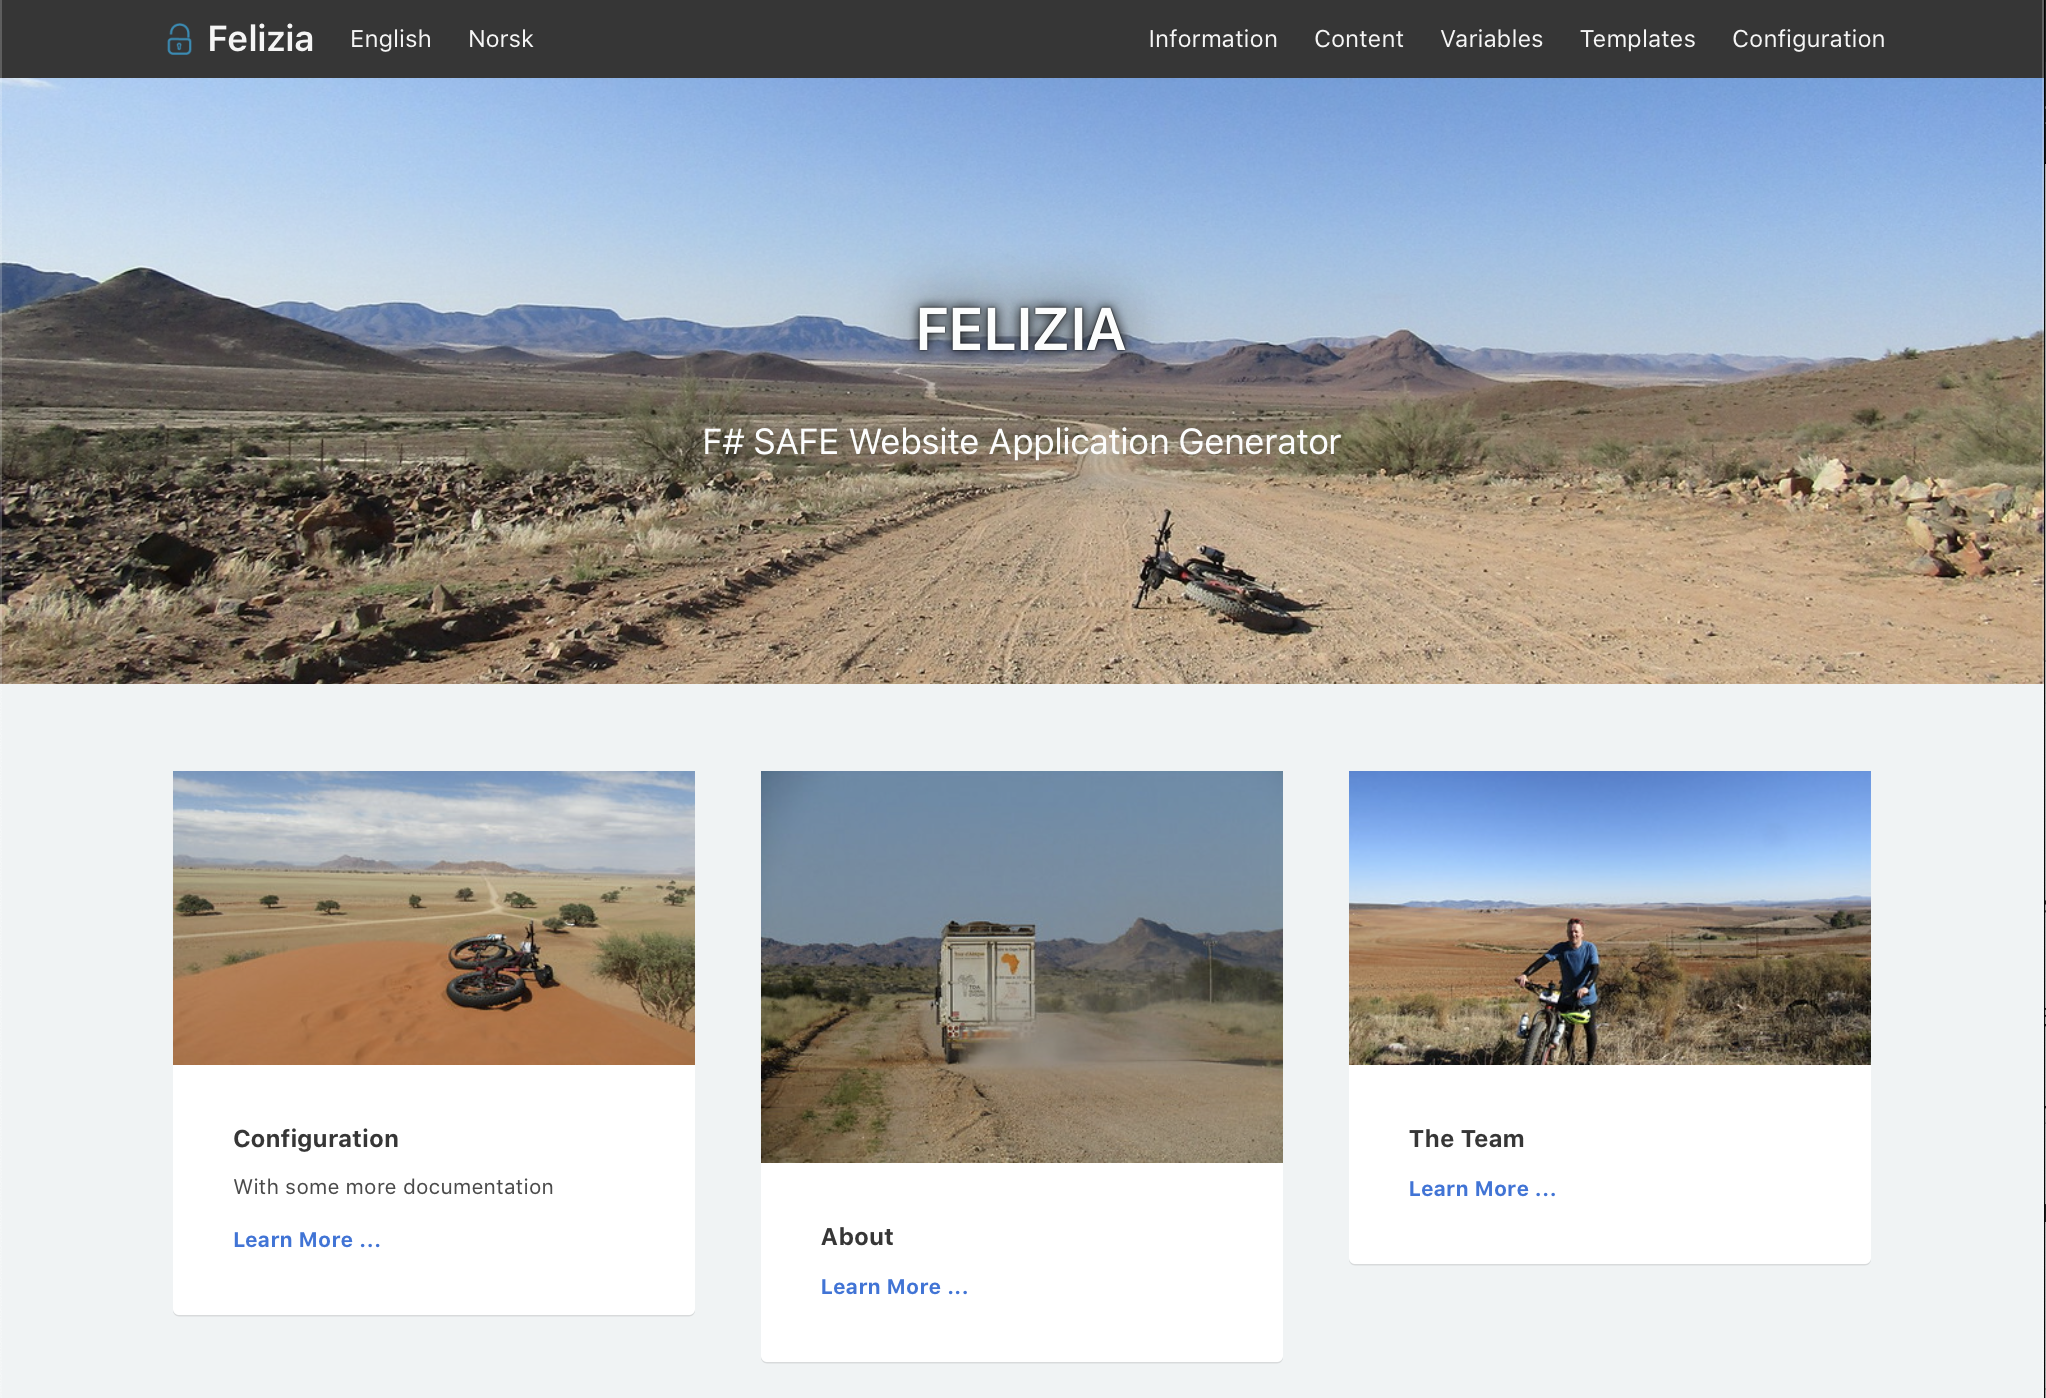 Felizia English Norsk Information Content Variables Templates Configuration
FELIZIA
F# SAFE Website Application Generator
Configuration
With some more documentation
Learn More ...
About
Learn More ...
The Team
Learn More ...